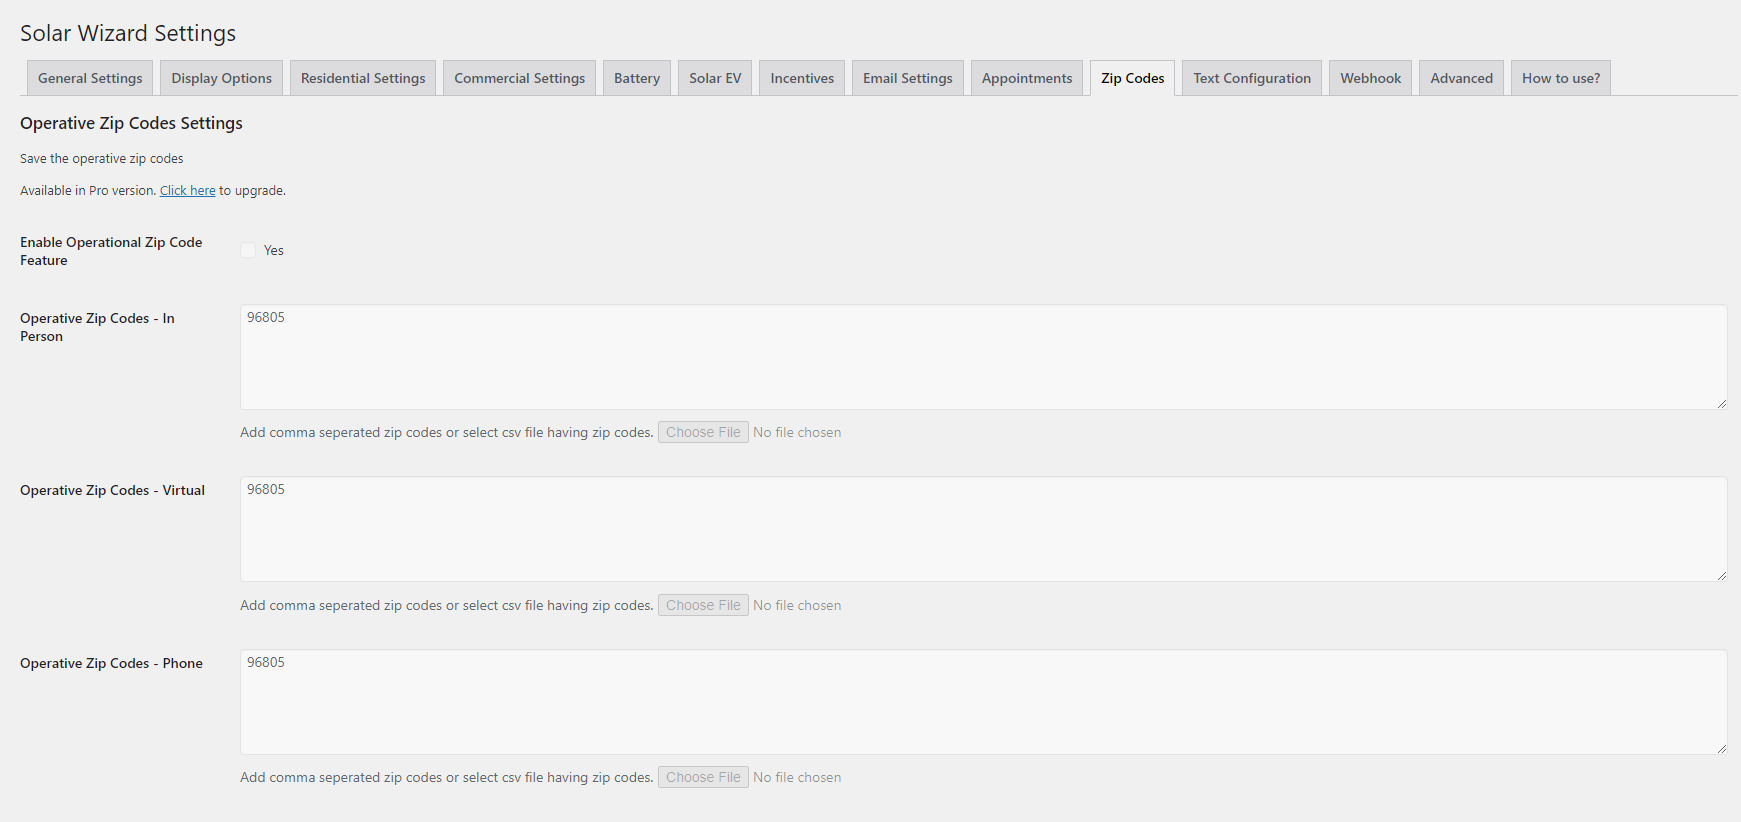 Solar Wizard Settings
General Settings Display Options Residential Settings Commercial Settings Battery Solar EV Incentives Email Settings Appointments Zip Codes Text Configuration Webhook Advanced How to use?
Operative Zip Codes Settings
Save the operative zip codes
Available in Pro version. Click here to upgrade.
Enable Operational Zip Code
Feature
Yes
Operative Zip Codes - In
Person
96805
Add comma seperated zip codes or select csv file having zip codes. Choose File No file chosen
Operative Zip Codes - Virtual
96805
Add comma seperated zip codes or select csv file having zip codes. Choose File No file chosen
Operative Zip Codes - Phone
96805
Add comma seperated zip codes or select csv file having zip codes. Choose File No file chosen